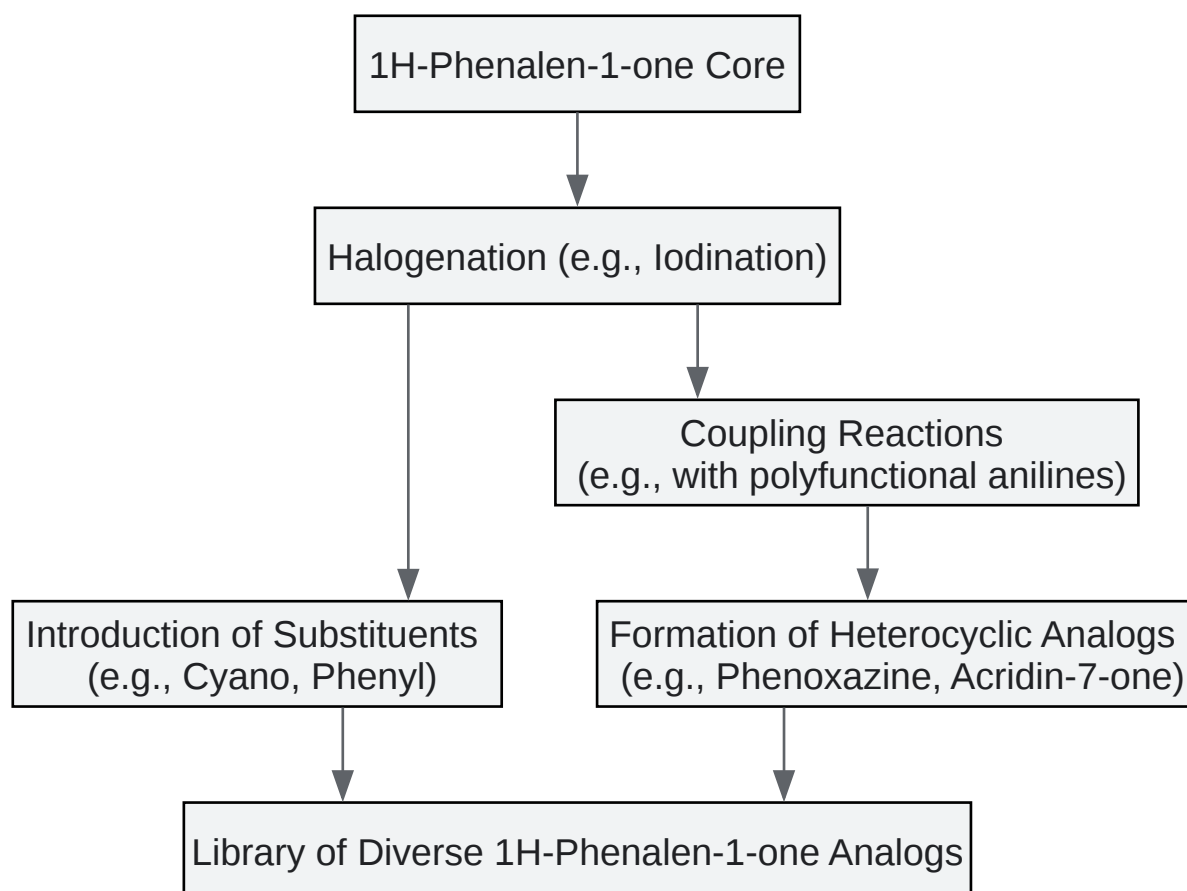 1H-Phenalen-1-one Core
Halogenation (e.g., Iodination)
Coupling Reactions
(e.g., with polyfunctional anilines)
Introduction of Substituents
(e.g., Cyano, Phenyl)
Formation of Heterocyclic Analogs
(e.g., Phenoxazine, Acridin-7-one)
Library of Diverse 1H-Phenalen-1-one Analogs